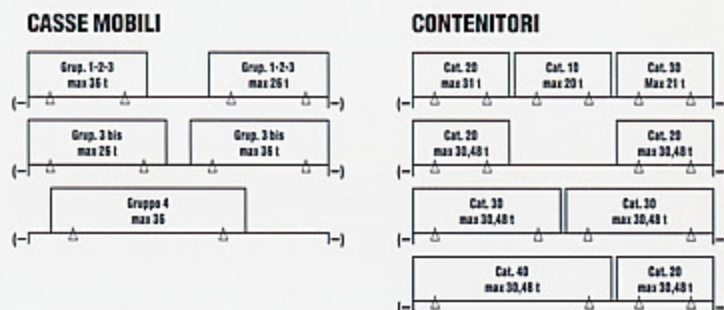 CASSE MOBILI
Grup. 1-2-3
max 36 t
Grup. 1-2-3
max 26 t
Grup. 3 bis
max 26 t
Grup. 3 bis
max 36 t
Gruppo 4
max 36
CONTENITORI
Cat. 20
max 31 t
Cat. 10
max 20 t
Cat. 30
Max 21 t
Cat. 20
max 30,48 t
Cat. 20
max 30,48 t
Cat. 30
max 30,48 t
Cat. 30
max 30,48 t
Cat. 40
max 30,48 t
Cat. 20
max 30,48 t